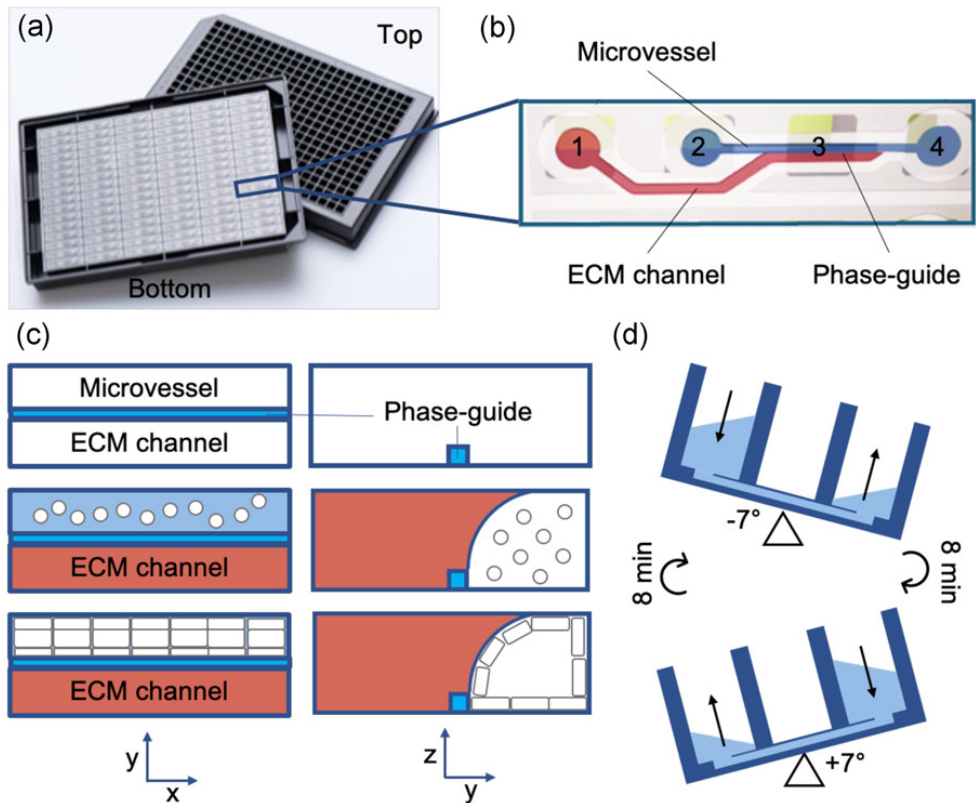 (a)
Top
Bottom
(b)
Microvessel
1
2
3
4
ECM channel
Phase-guide
(c)
Microvessel
ECM channel
Phase-guide
ECM channel
ECM channel
y
x
z
y
(d)
-7°
8 min
8 min
+7°